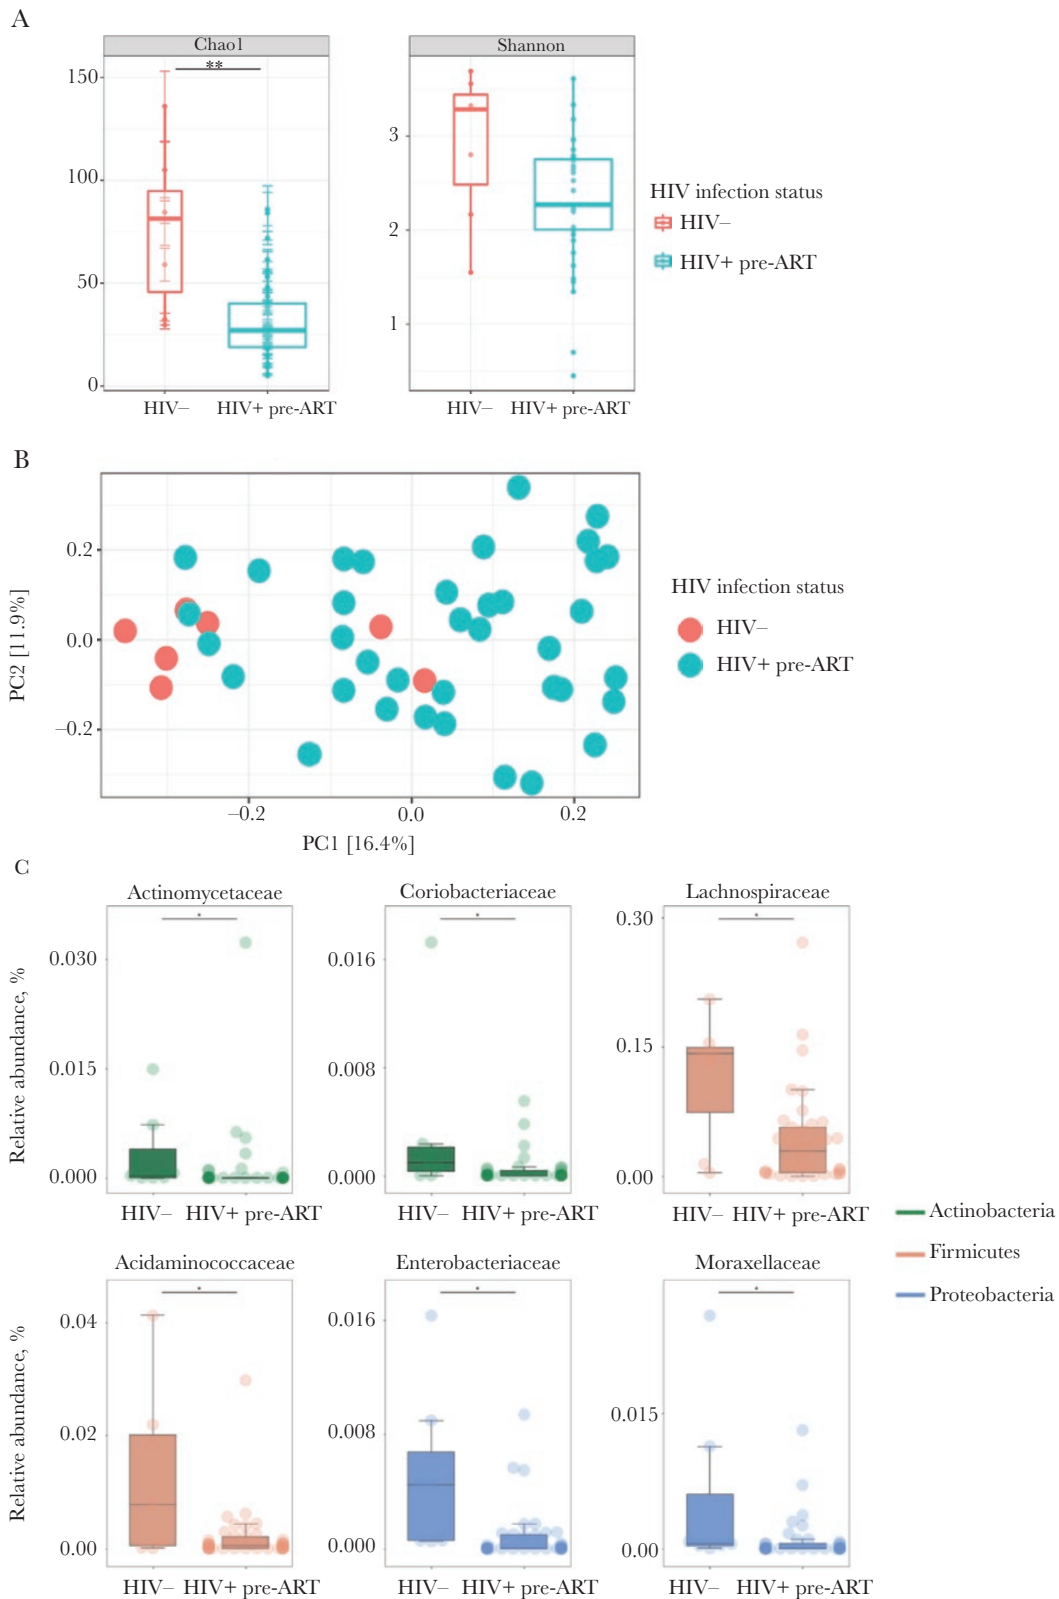 A
Chao1
Shannon
**
150
100
50
0
3
2
1
HIV–
HIV+ pre-ART
HIV–
HIV+ pre-ART
HIV infection status
HIV–
HIV+ pre-ART
B
PC2 [11.9%]
0.2
0.0
–0.2
–0.2
0.0
0.2
PC1 [16.4%]
HIV infection status
HIV–
HIV+ pre-ART
C
Relative abundance, %
Actinomycetaceae
*
0.030
0.015
0.000
HIV–
HIV+ pre-ART
Coriobacteriaceae
*
0.016
0.008
0.000
HIV–
HIV+ pre-ART
Lachnospiraceae
*
0.30
0.15
0.00
HIV–
HIV+ pre-ART
Relative abundance, %
Acidaminococcaceae
*
0.04
0.02
0.00
HIV–
HIV+ pre-ART
Enterobacteriaceae
*
0.016
0.008
0.000
HIV–
HIV+ pre-ART
Moraxellaceae
*
0.015
0.00
HIV–
HIV+ pre-ART
Actinobacteria
Firmicutes
Proteobacteria